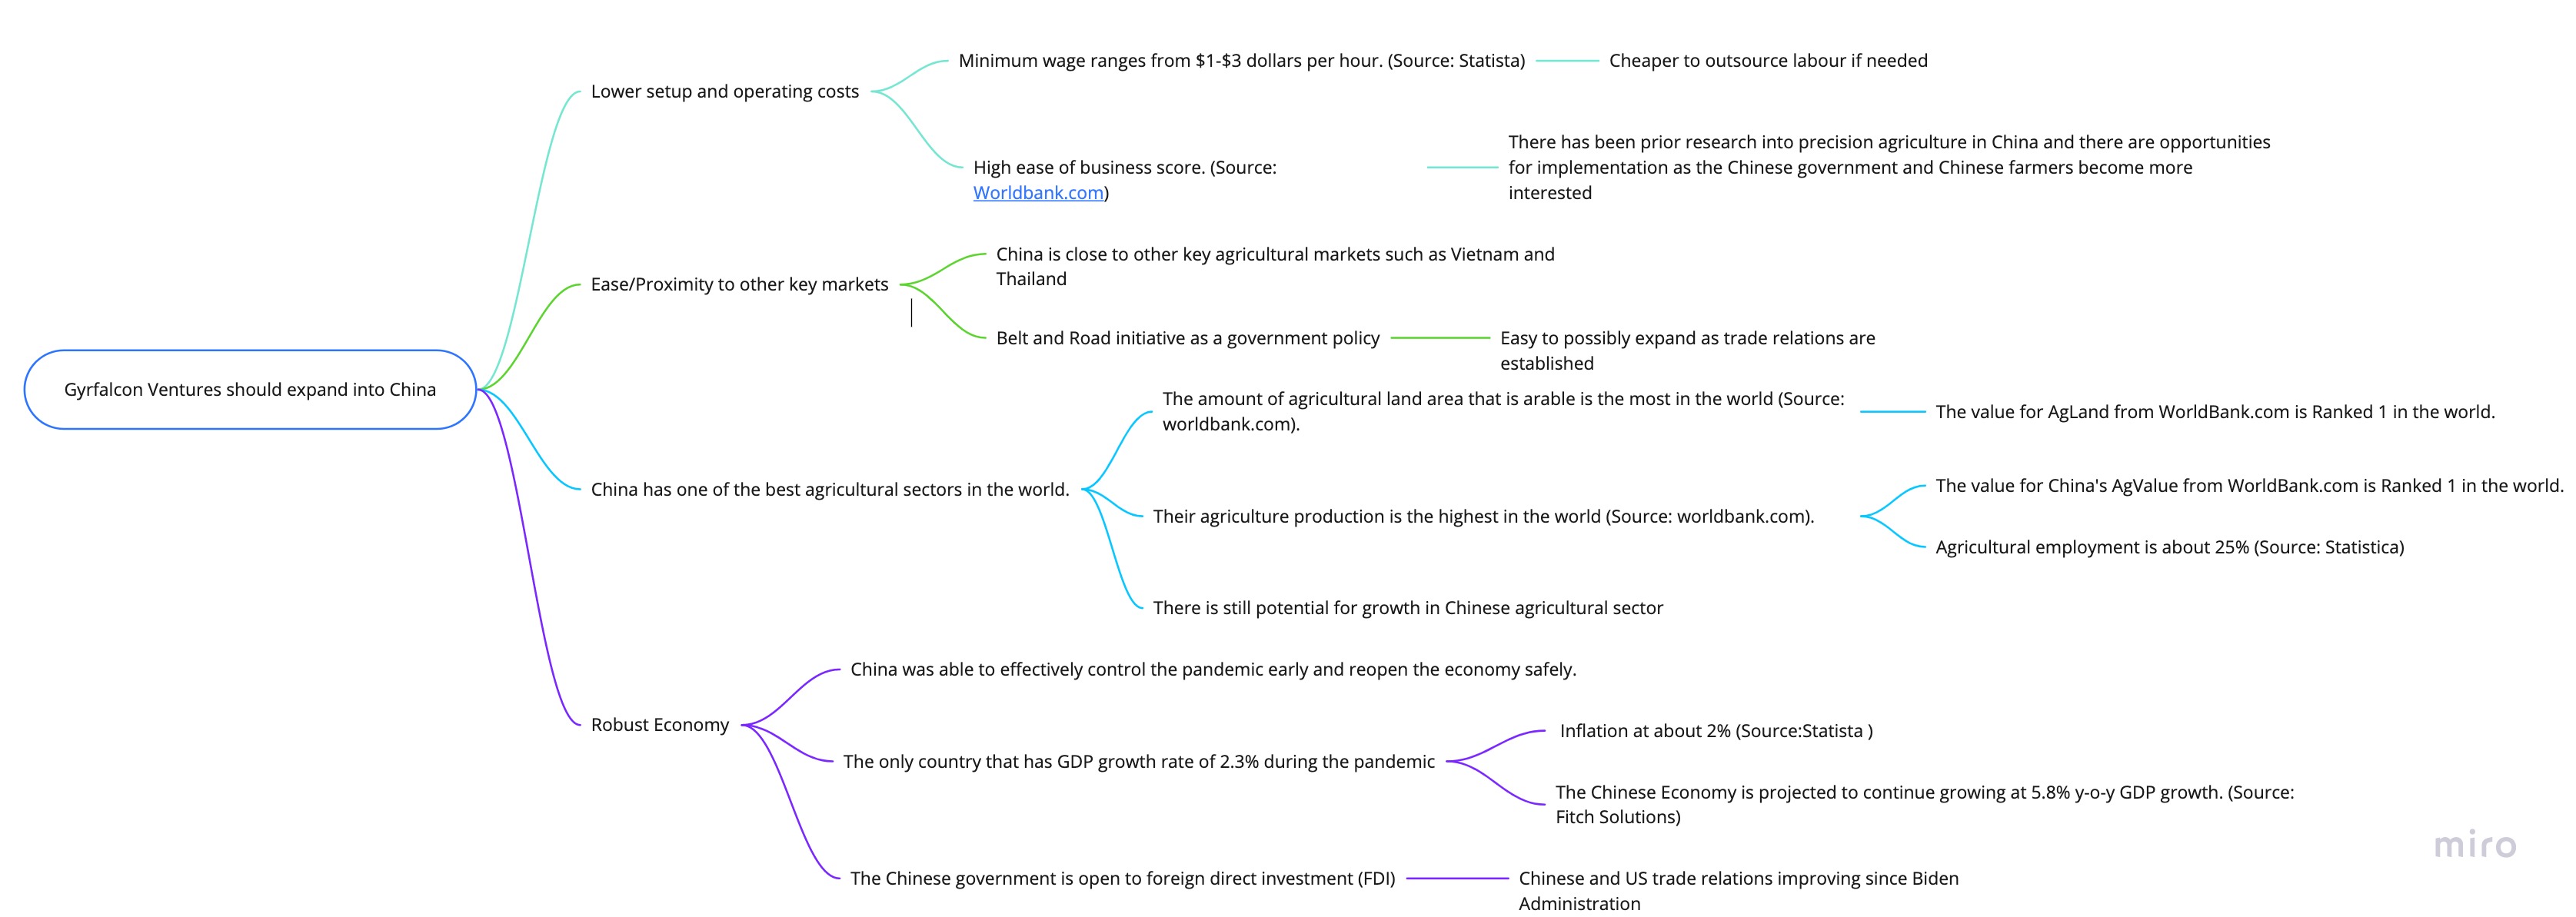 Minimum wage ranges from $1-$3 dollars per hour. (Source: Statista)
Cheaper to outsource labour if needed
Lower setup and operating costs
There has been prior research into precision agriculture in China and there are opportunities
for implementation as the Chinese government and Chinese farmers become more
interested
High ease of business score. (Source:
Worldbank.com)
China is close to other key agricultural markets such as Vietnam and
Thailand
Ease/Proximity to other key markets
Belt and Road initiative as a government policy
Easy to possibly expand as trade relations are
established
Gyrfalcon Ventures should expand into China
The amount of agricultural land area that is arable is the most in the world (Source:
worldbank.com).
The value for AgLand from WorldBank.com is Ranked 1 in the world.
China has one of the best agricultural sectors in the world.
The value for China's AgValue from WorldBank.com is Ranked 1 in the world.
Their agriculture production is the highest in the world (Source: worldbank.com).
Agricultural employment is about 25% (Source: Statistica)
There is still potential for growth in Chinese agricultural sector
China was able to effectively control the pandemic early and reopen the economy safely.
Robust Economy
Inflation at about 2% (Source:Statista )
The only country that has GDP growth rate of 2.3% during the pandemic
The Chinese Economy is projected to continue growing at 5.8% y-o-y GDP growth. (Source:
Fitch Solutions)
The Chinese government is open to foreign direct investment (FDI)
Chinese and US trade relations improving since Biden
Administration
miro